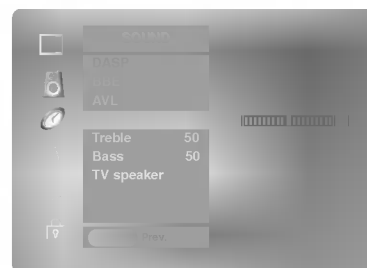 SOUND
DASP
AVL
Treble 50
Bass 50
TV speaker
Prev.